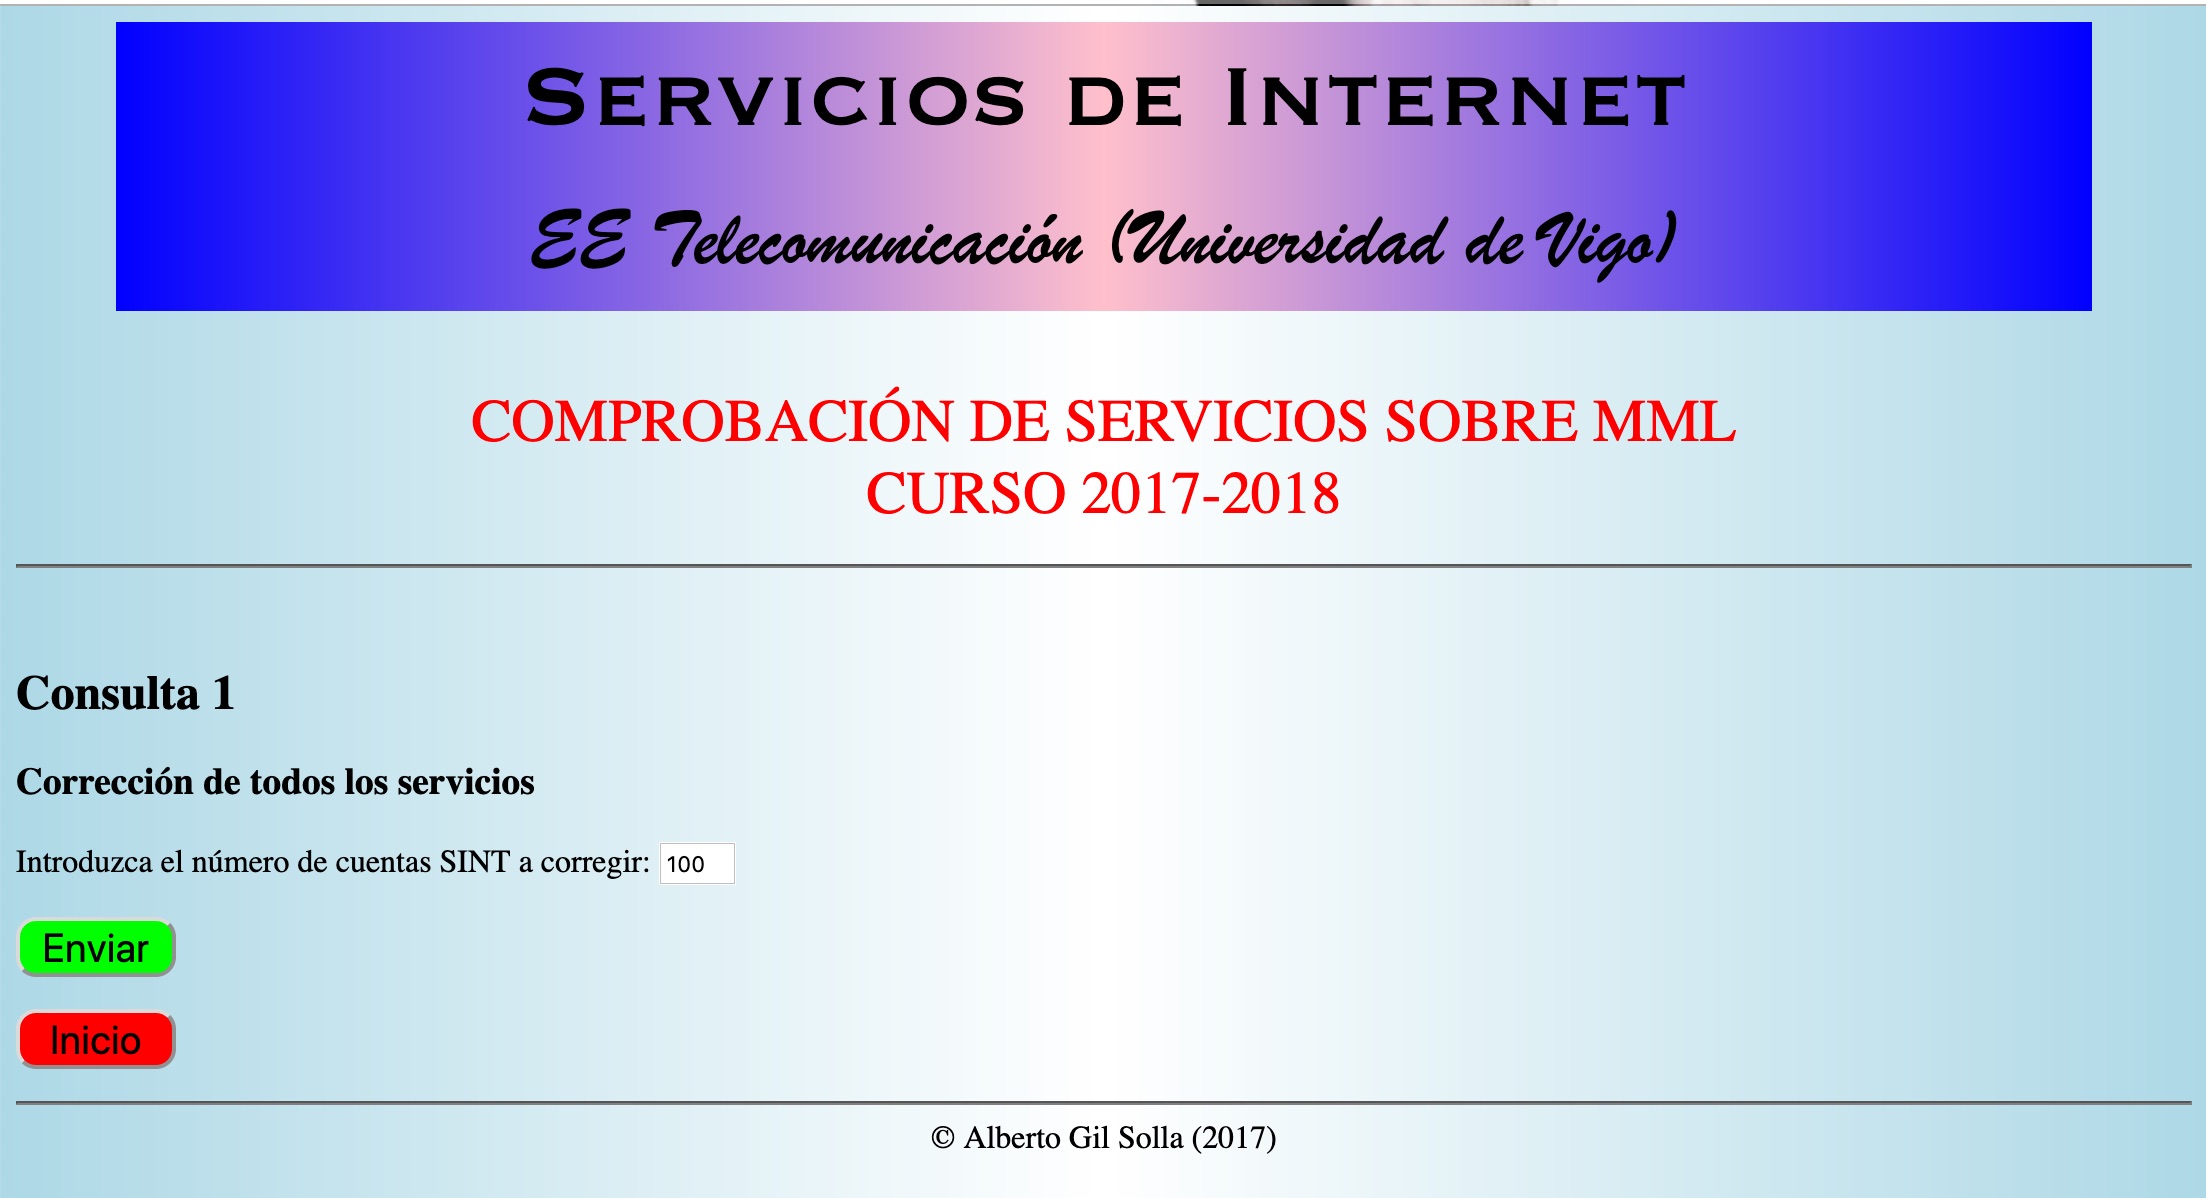 SERVICIOS DE INTERNET
EE Telecomunicación (Universidad de Vigo)
COMPROBACIÓN DE SERVICIOS SOBRE MML
CURSO 2017-2018
Consulta 1
Corrección de todos los servicios
Introduzca el número de cuentas SINT a corregir: 100
Enviar
Inicio
© Alberto Gil Solla (2017)